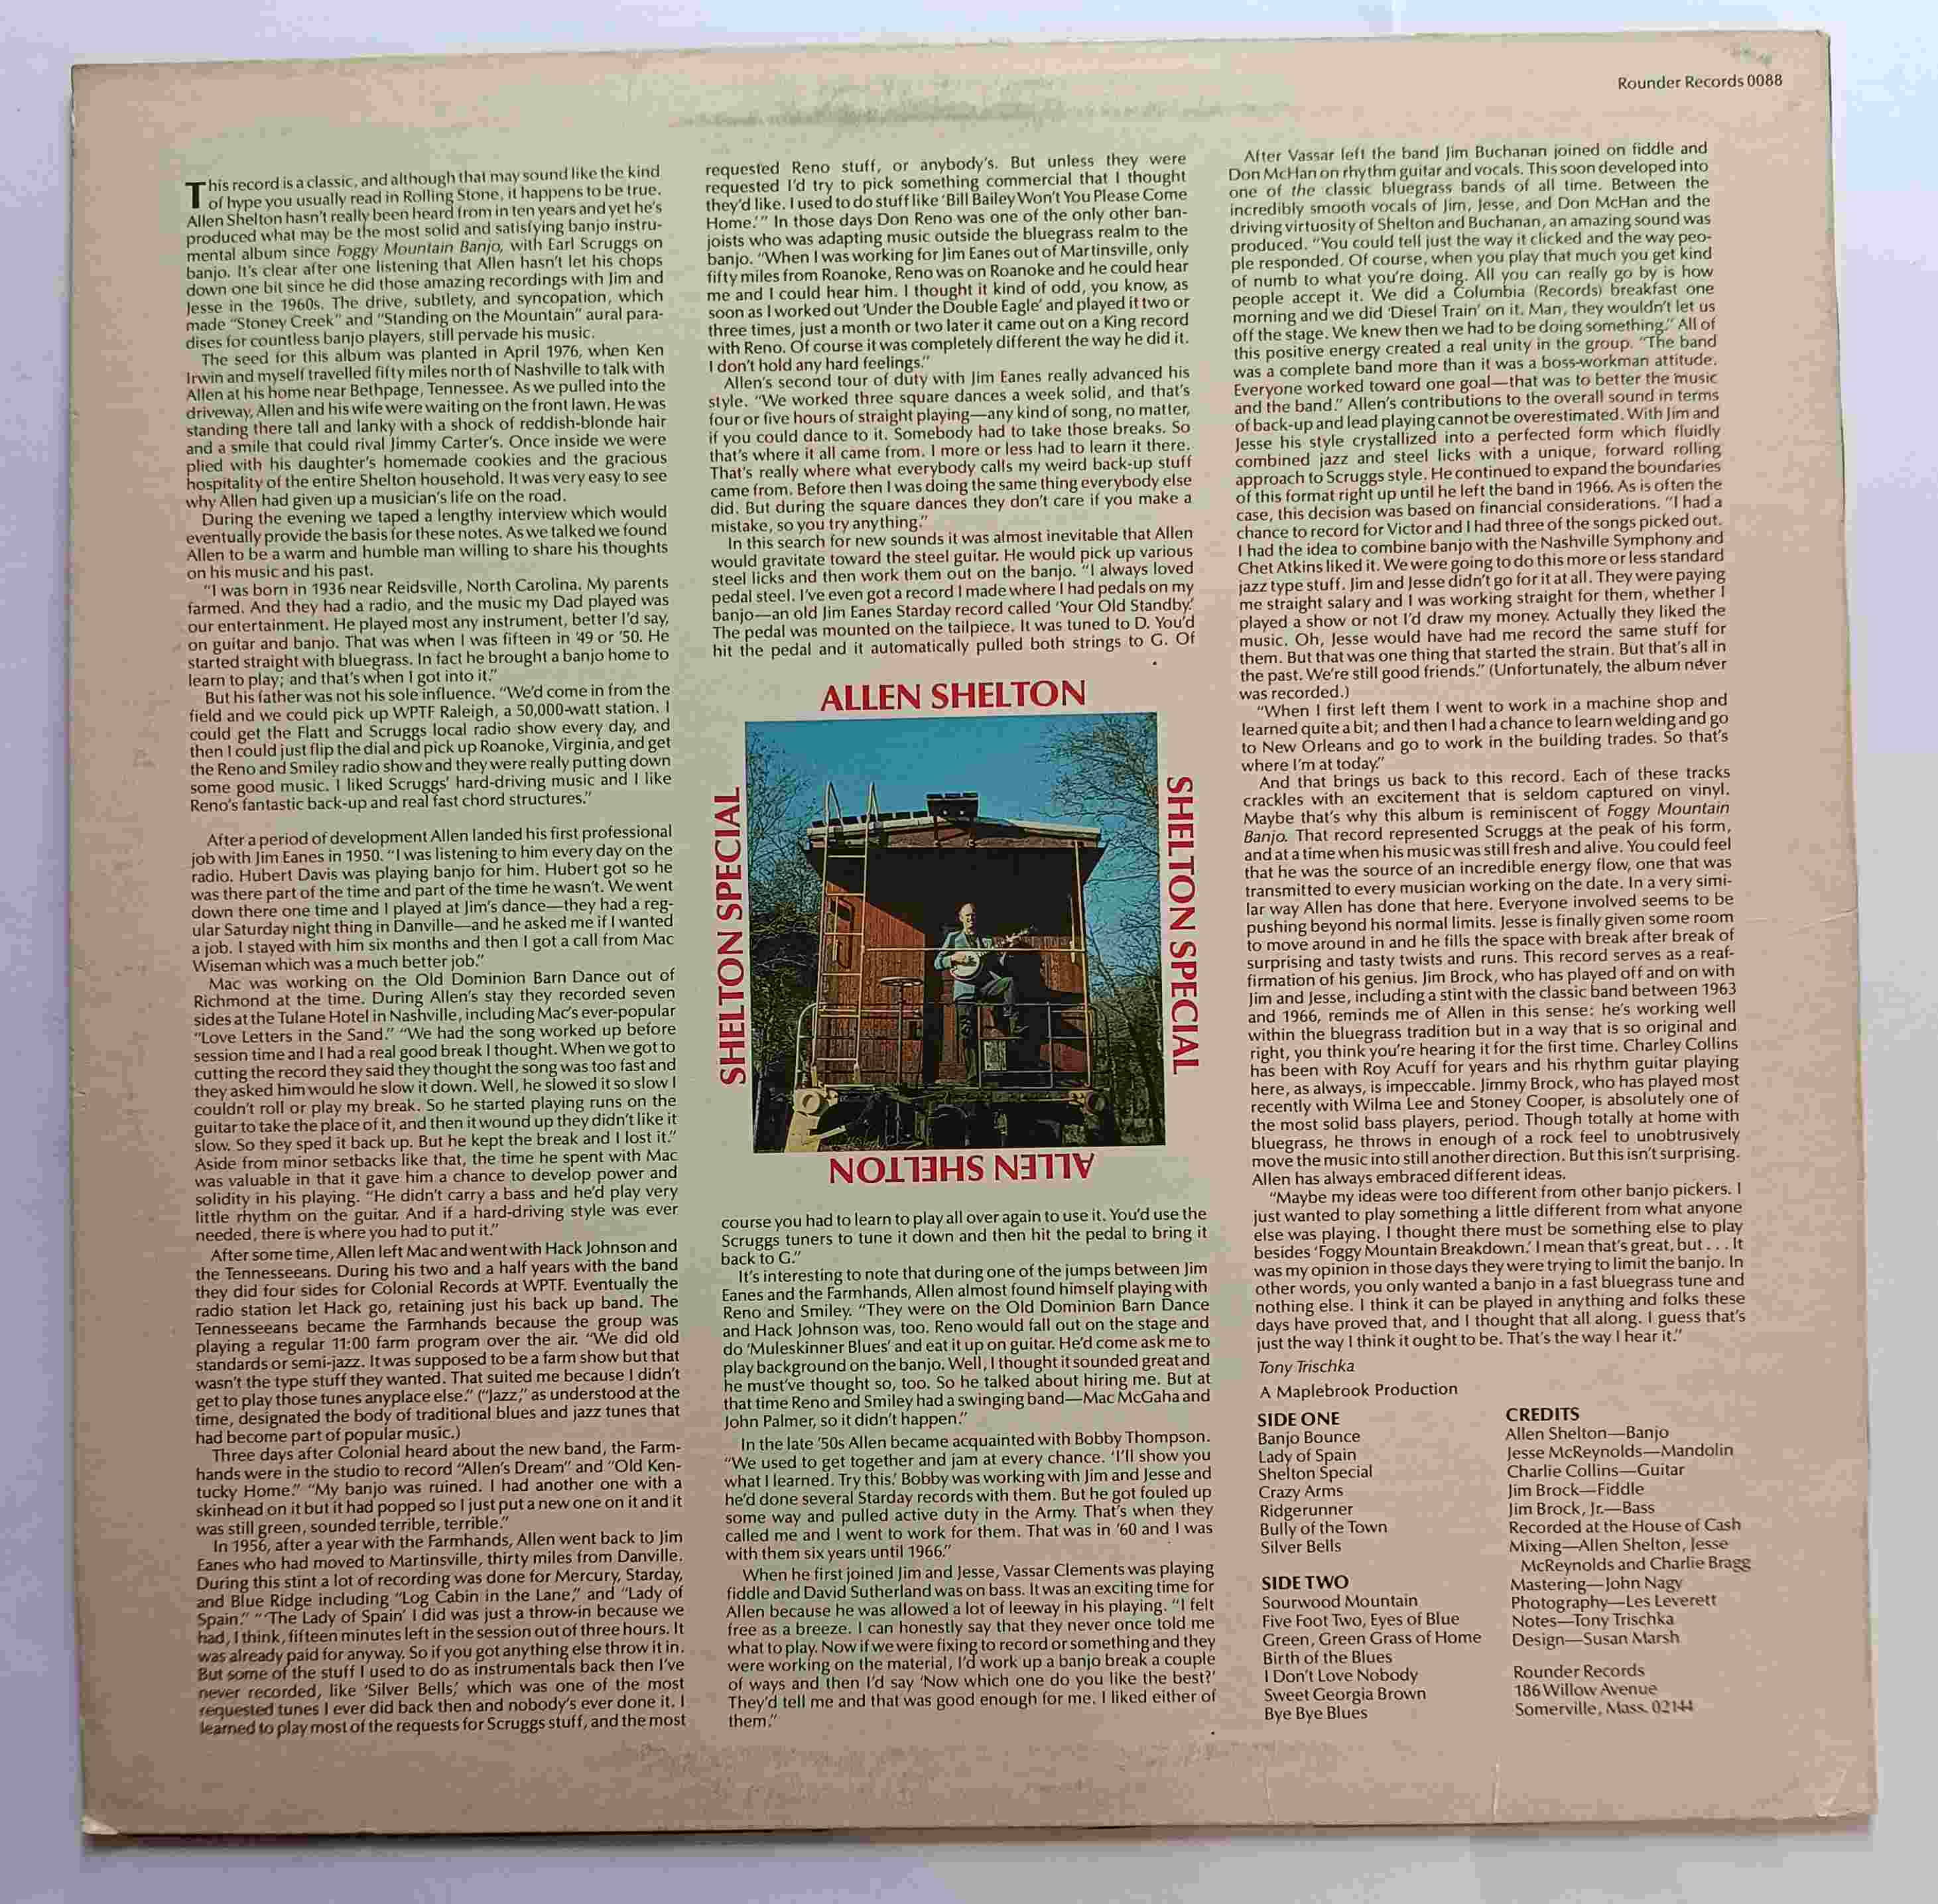 Rounder Records 0088
This record is a classic, and although that may sound like the kind
of hype you usually read in Rolling Stone, it happens to be true.
Allen Shelton hasn't really been heard from in ten years and yet he's
produced what may be the most solid and satisfying banjo instru-
mental album since Foggy Mountain Banjo, with Earl Scruggs on
banjo. It's clear after one listening that Allen hasn't let his chops
down one bit since he did those amazing recordings with Jim and
Jesse in the 1960s. The drive, subtlety, and syncopation, which
made "Stoney Creek" and "Standing on the Mountain" aural para-
dises for countless banjo players, still pervade his music.
The seed for this album was planted in April 1976, when Ken
Irwin and myself travelled fifty miles north of Nashville to talk with
Allen at his home near Bethpage, Tennessee. As we pulled into the
driveway, Allen and his wife were waiting on the front lawn. He was
standing there tall and lanky with a shock of reddish-blonde hair
and a smile that could rival Jimmy Carter's. Once inside we were
plied with his daughter's homemade cookies and the gracious
hospitality of the entire Shelton household. It was very easy to see
why Allen had given up a musician's life on the road.
During the evening we taped a lengthy interview which would
eventually provide the basis for these notes. As we talked we found
Allen to be a warm and humble man willing to share his thoughts
on his music and his past.
"I was born in 1936 near Reidsville, North Carolina. My parents
farmed. And they had a radio, and the music my Dad played was
our entertainment. He played most any instrument, better I'd say,
on guitar and banjo. That was when I was fifteen in '49 or '50. He
started straight with bluegrass. In fact he brought a banjo home to
learn to play; and that's when I got into it."
But his father was not his sole influence. "We'd come in from the
field and we could pick up WPTF Raleigh, a 50,000-watt station. I
could get the Flatt and Scruggs local radio show every day, and
then I could just flip the dial and pick up Roanoke, Virginia, and get
the Reno and Smiley radio show and they were really putting down
some good music. I liked Scruggs' hard-driving music and I like
Reno's fantastic back-up and real fast chord structures."
After a period of development Allen landed his first professional
job with Jim Eanes in 1950. "I was listening to him every day on the
radio. Hubert Davis was playing banjo for him. Hubert got so he
was there part of the time and part of the time he wasn't. We went
down there one time and I played at Jim's dance—they had a reg-
ular Saturday night thing in Danville—and he asked me if I wanted
a job. I stayed with him six months and then I got a call from Mac
Wiseman which was a much better job."
Mac was working on the Old Dominion Barn Dance out of
Richmond at the time. During Allen's stay they recorded seven
sides at the Tulane Hotel in Nashville, including Mac's ever-popular
"Love Letters in the Sand." "We had the song worked up before
session time and I had a real good break I thought. When we got to
cutting the record they said they thought the song was too fast and
they asked him would he slow it down. Well, he slowed it so slow I
couldn't roll or play my break. So he started playing runs on the
guitar to take the place of it, and then it wound up they didn't like it
slow. So they sped it back up. But he kept the break and I lost it."
Aside from minor setbacks like that, the time he spent with Mac
was valuable in that it gave him a chance to develop power and
solidity in his playing. "He didn't carry a bass and he'd play very
little rhythm on the guitar. And if a hard-driving style was ever
needed, there is where you had to put it."
After some time, Allen left Mac and went with Hack Johnson and
the Tennesseeans. During his two and a half years with the band
they did four sides for Colonial Records at WPTF. Eventually the
radio station let Hack go, retaining just his back up band. The
Tennesseeans became the Farmhands because the group was
playing a regular 11:00 farm program over the air. "We did old
standards or semi-jazz. It was supposed to be a farm show but that
wasn't the type stuff they wanted. That suited me because I didn't
get to play those tunes anyplace else." ("Jazz," as understood at the
time, designated the body of traditional blues and jazz tunes that
had become part of popular music.)
Three days after Colonial heard about the new band, the Farm-
hands were in the studio to record "Allen's Dream" and "Old Ken-
tucky Home." "My banjo was ruined. I had another one with a
skinhead on it but it had popped so I just put a new one on it and it
was still green, sounded terrible, terrible."
In 1956, after a year with the Farmhands, Allen went back to Jim
Eanes who had moved to Martinsville, thirty miles from Danville.
During this stint a lot of recording was done for Mercury, Starday,
and Blue Ridge including "Log Cabin in the Lane," and "Lady of
Spain." "'The Lady of Spain' I did was just a throw-in because we
had, I think, fifteen minutes left in the session out of three hours. It
was already paid for anyway. So if you got anything else throw it in.
But some of the stuff I used to do as instrumentals back then I've
never recorded, like 'Silver Bells,' which was one of the most
requested tunes I ever did back then and nobody's ever done it. I
learned to play most of the requests for Scruggs stuff, and the most
requested Reno stuff, or anybody's. But unless they were
requested I'd try to pick something commercial that I thought
they'd like. I used to do stuff like 'Bill Bailey Won't You Please Come
Home.'" In those days Don Reno was one of the only other ban-
joists who was adapting music outside the bluegrass realm to the
banjo. "When I was working for Jim Eanes out of Martinsville, only
fifty miles from Roanoke, Reno was on Roanoke and he could hear
me and I could hear him. I thought it kind of odd, you know, as
soon as I worked out 'Under the Double Eagle' and played it two or
three times, just a month or two later it came out on a King record
with Reno. Of course it was completely different the way he did it.
I don't hold any hard feelings."
Allen's second tour of duty with Jim Eanes really advanced his
style. "We worked three square dances a week solid, and that's
four or five hours of straight playing—any kind of song, no matter,
if you could dance to it. Somebody had to take those breaks. So
that's where it all came from. I more or less had to learn it there.
That's really where what everybody calls my weird back-up stuff
came from. Before then I was doing the same thing everybody else
did. But during the square dances they don't care if you make a
mistake, so you try anything."
In this search for new sounds it was almost inevitable that Allen
would gravitate toward the steel guitar. He would pick up various
steel licks and then work them out on the banjo. "I always loved
pedal steel. I've even got a record I made where I had pedals on my
banjo—an old Jim Eanes Starday record called 'Your Old Standby.'
The pedal was mounted on the tailpiece. It was tuned to D. You'd
hit the pedal and it automatically pulled both strings to G. Of
ALLEN SHELTON
SHELTON SPECIAL
SHELTON SPECIAL
ALLEN SHELTON
course you had to learn to play all over again to use it. You'd use the
Scruggs tuners to tune it down and then hit the pedal to bring it
back to G."
It's interesting to note that during one of the jumps between Jim
Eanes and the Farmhands, Allen almost found himself playing with
Reno and Smiley. "They were on the Old Dominion Barn Dance
and Hack Johnson was, too. Reno would fall out on the stage and
do 'Muleskinner Blues' and eat it up on guitar. He'd come ask me to
play background on the banjo. Well, I thought it sounded great and
he must've thought so, too. So he talked about hiring me. But at
that time Reno and Smiley had a swinging band—Mac McGaha and
John Palmer, so it didn't happen."
In the late '50s Allen became acquainted with Bobby Thompson.
"We used to get together and jam at every chance. 'I'll show you
what I learned. Try this.' Bobby was working with Jim and Jesse and
he'd done several Starday records with them. But he got fouled up
some way and pulled active duty in the Army. That's when they
called me and I went to work for them. That was in '60 and I was
with them six years until 1966."
When he first joined Jim and Jesse, Vassar Clements was playing
fiddle and David Sutherland was on bass. It was an exciting time for
Allen because he was allowed a lot of leeway in his playing. "I felt
free as a breeze. I can honestly say that they never once told me
what to play. Now if we were fixing to record or something and they
were working on the material, I'd work up a banjo break a couple
of ways and then I'd say 'Now which one do you like the best?'
They'd tell me and that was good enough for me. I liked either of
them."
After Vassar left the band Jim Buchanan joined on fiddle and
Don McHan on rhythm guitar and vocals. This soon developed into
one of the classic bluegrass bands of all time. Between the
incredibly smooth vocals of Jim, Jesse, and Don McHan and the
driving virtuosity of Shelton and Buchanan, an amazing sound was
produced. "You could tell just the way it clicked and the way peo-
ple responded. Of course, when you play that much you get kind
of numb to what you're doing. All you can really go by is how
people accept it. We did a Columbia (Records) breakfast one
morning and we did 'Diesel Train' on it. Man, they wouldn't let us
off the stage. We knew then we had to be doing something." All of
this positive energy created a real unity in the group. "The band
was a complete band more than it was a boss-workman attitude.
Everyone worked toward one goal—that was to better the music
and the band." Allen's contributions to the overall sound in terms
of back-up and lead playing cannot be overestimated. With Jim and
Jesse his style crystallized into a perfected form which fluidly
combined jazz and steel licks with a unique, forward rolling
approach to Scruggs style. He continued to expand the boundaries
of this format right up until he left the band in 1966. As is often the
case, this decision was based on financial considerations. "I had a
chance to record for Victor and I had three of the songs picked out.
I had the idea to combine banjo with the Nashville Symphony and
Chet Atkins liked it. We were going to do this more or less standard
jazz type stuff. Jim and Jesse didn't go for it at all. They were paying
me straight salary and I was working straight for them, whether I
played a show or not I'd draw my money. Actually they liked the
music. Oh, Jesse would have had me record the same stuff for
them. But that was one thing that started the strain. But that's all in
the past. We're still good friends." (Unfortunately, the album never
was recorded.)
"When I first left them I went to work in a machine shop and
learned quite a bit; and then I had a chance to learn welding and go
to New Orleans and go to work in the building trades. So that's
where I'm at today."
And that brings us back to this record. Each of these tracks
crackles with an excitement that is seldom captured on vinyl.
Maybe that's why this album is reminiscent of Foggy Mountain
Banjo. That record represented Scruggs at the peak of his form,
and at a time when his music was still fresh and alive. You could feel
that he was the source of an incredible energy flow, one that was
transmitted to every musician working on the date. In a very simi-
lar way Allen has done that here. Everyone involved seems to be
pushing beyond his normal limits. Jesse is finally given some room
to move around in and he fills the space with break after break of
surprising and tasty twists and runs. This record serves as a reaf-
firmation of his genius. Jim Brock, who has played off and on with
Jim and Jesse, including a stint with the classic band between 1963
and 1966, reminds me of Allen in this sense: he's working well
within the bluegrass tradition but in a way that is so original and
right, you think you're hearing it for the first time. Charley Collins
has been with Roy Acuff for years and his rhythm guitar playing
here, as always, is impeccable. Jimmy Brock, who has played most
recently with Wilma Lee and Stoney Cooper, is absolutely one of
the most solid bass players, period. Though totally at home with
bluegrass, he throws in enough of a rock feel to unobtrusively
move the music into still another direction. But this isn't surprising.
Allen has always embraced different ideas.
"Maybe my ideas were too different from other banjo pickers. I
just wanted to play something a little different from what anyone
else was playing. I thought there must be something else to play
besides 'Foggy Mountain Breakdown.' I mean that's great, but . . . It
was my opinion in those days they were trying to limit the banjo. In
other words, you only wanted a banjo in a fast bluegrass tune and
nothing else. I think it can be played in anything and folks these
days have proved that, and I thought that all along. I guess that's
just the way I think it ought to be. That's the way I hear it."
Tony Trischka
A Maplebrook Production
SIDE ONE
Banjo Bounce
Lady of Spain
Shelton Special
Crazy Arms
Ridgerunner
Bully of the Town
Silver Bells
SIDE TWO
Sourwood Mountain
Five Foot Two, Eyes of Blue
Green, Green Grass of Home
Birth of the Blues
I Don't Love Nobody
Sweet Georgia Brown
Bye Bye Blues
CREDITS
Allen Shelton—Banjo
Jesse McReynolds—Mandolin
Charlie Collins—Guitar
Jim Brock—Fiddle
Jim Brock, Jr.—Bass
Recorded at the House of Cash
Mixing—Allen Shelton, Jesse
McReynolds and Charlie Bragg
Mastering—John Nagy
Photography—Les Leverett
Notes—Tony Trischka
Design—Susan Marsh
Rounder Records
186 Willow Avenue
Somerville, Mass. 02144